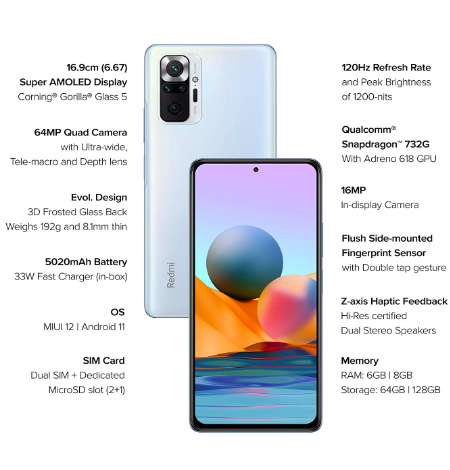 16.9cm (6.67)
Super AMOLED Display
Corning® Gorilla® Glass 5
64MP Quad Camera
with Ultra-wide,
Tele-macro and Depth lens
Evol. Design
3D Frosted Glass Back
Weighs 192g and 8.1mm thin
5020mAh Battery
33W Fast Charger (in-box)
OS
MIUI 12 | Android 11
SIM Card
Dual SIM + Dedicated
MicroSD slot (2+1)
Redmi
120Hz Refresh Rate
and Peak Brightness
of 1200-nits
Qualcomm®
Snapdragon™ 732G
With Adreno 618 GPU
16MP
In-display Camera
Flush Side-mounted
Fingerprint Sensor
with Double tap gesture
Z-axis Haptic Feedback
Hi-Res certified
Dual Stereo Speakers
Memory
RAM: 6GB | 8GB
Storage: 64GB | 128GB